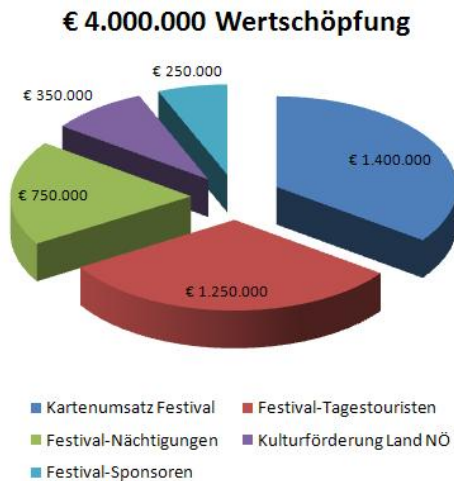 € 4.000.000 Wertschöpfung
€ 250.000
€ 350.000
€ 1.400.000
€ 750.000
€ 1.250.000
Kartenumsatz Festival
Festival-Tagestouristen
Festival-Nächtigungen
Kulturförderung Land NÖ
Festival-Sponsoren